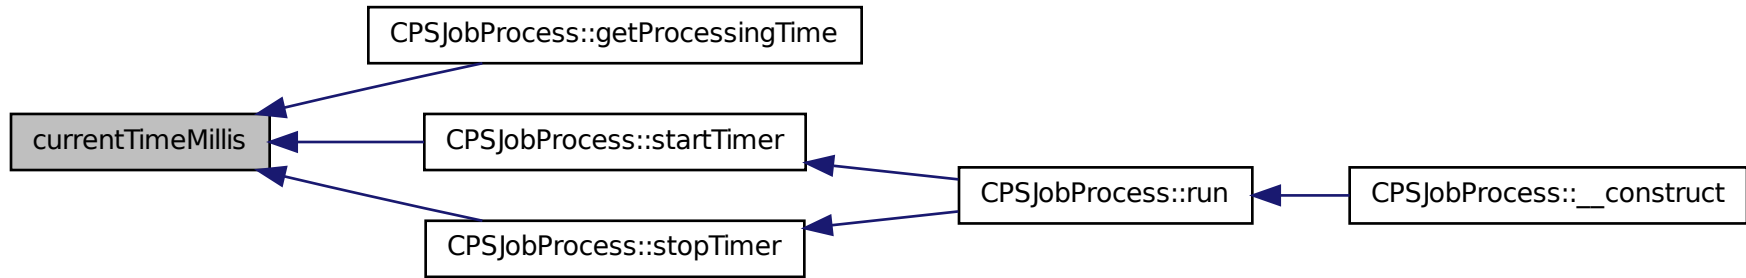 CPSJobProcess::getProcessingTime
currentTimeMillis
CPSJobProcess::startTimer
CPSJobProcess::run
CPSJobProcess::__construct
CPSJobProcess::stopTimer